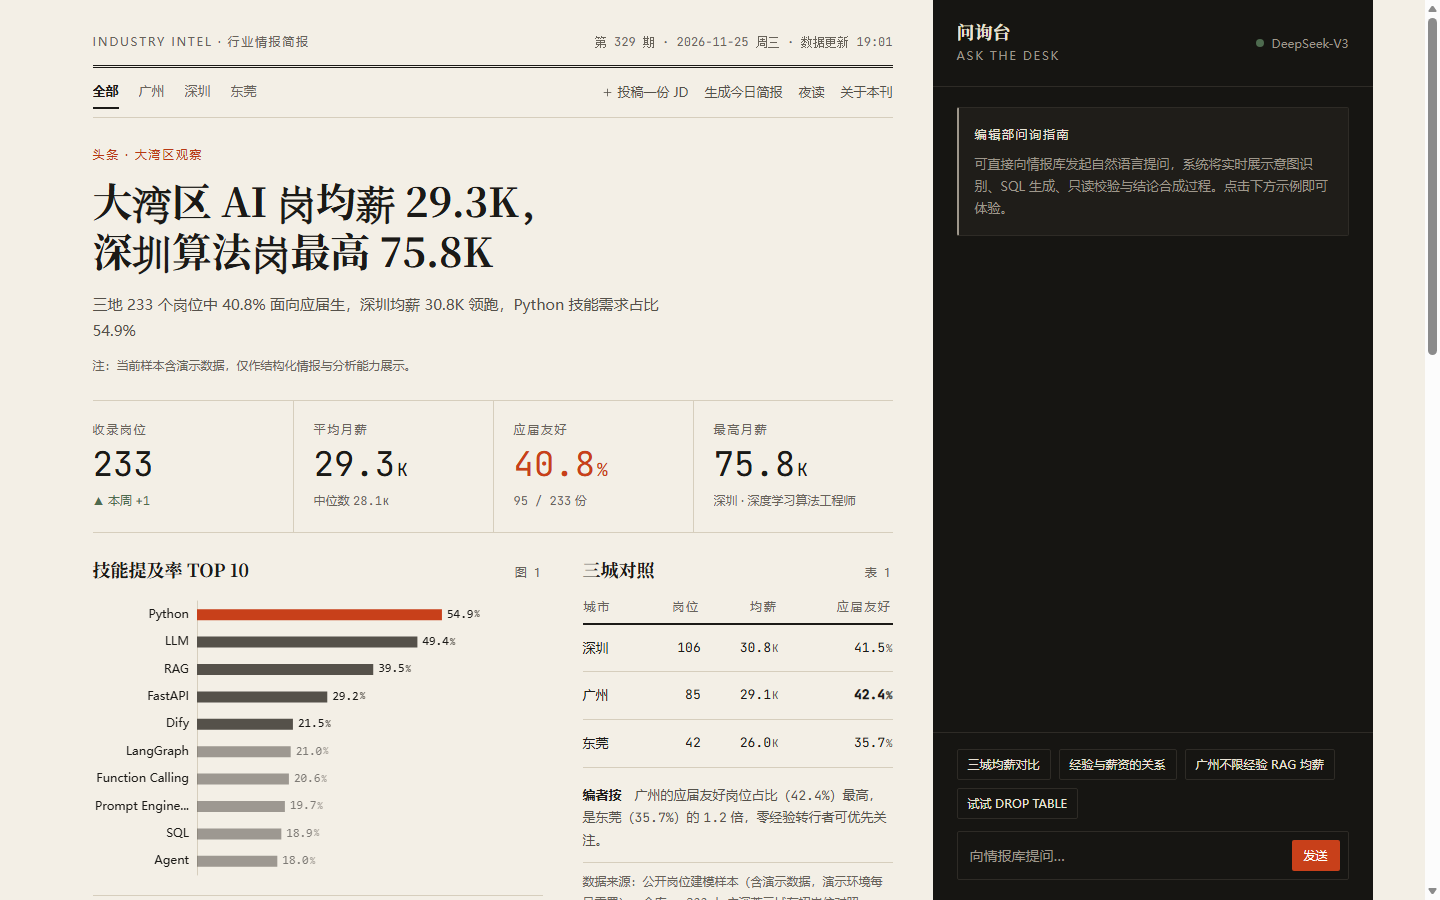 INDUSTRY INTEL · 行业情报简报
第 329 期 · 2026-11-25 周三 · 数据更新 19:01
全部 广州 深圳 东莞
+ 投稿一份 JD 生成今日简报 夜读 关于本刊
头条 · 大湾区观察
大湾区 AI 岗均薪 29.3K，
深圳算法岗最高 75.8K
三地 233 个岗位中 40.8% 面向应届生，深圳均薪 30.8K 领跑，Python 技能需求占比
54.9%
注：当前样本含演示数据，仅作结构化情报与分析能力展示。
收录岗位
233
▲ 本周 +1
平均月薪
29.3K
中位数 28.1K
应届友好
40.8%
95 / 233 份
最高月薪
75.8K
深圳 · 深度学习算法工程师
技能提及率 TOP 10 图 1
Python 54.9%
LLM 49.4%
RAG 39.5%
FastAPI 29.2%
Dify 21.5%
LangGraph 21.0%
Function Calling 20.6%
Prompt Engine... 19.7%
SQL 18.9%
Agent 18.0%
三城对照 表 1
城市 岗位 均薪 应届友好
深圳 106 30.8K 41.5%
广州 85 29.1K 42.4%
东莞 42 26.0K 35.7%
编者按 广州的应届友好岗位占比（42.4%）最高，
是东莞（35.7%）的 1.2 倍，零经验转行者可优先关
注。
数据来源：公开岗位建模样本（含演示数据，演示环境每
问询台
ASK THE DESK
DeepSeek-V3
编辑部问询指南
可直接向情报库发起自然语言提问，系统将实时展示意图识
别、SQL 生成、只读校验与结论合成过程。点击下方示例即可
体验。
三城均薪对比 经验与薪资的关系 广州不限经验 RAG 均薪
试试 DROP TABLE
向情报库提问...
发送